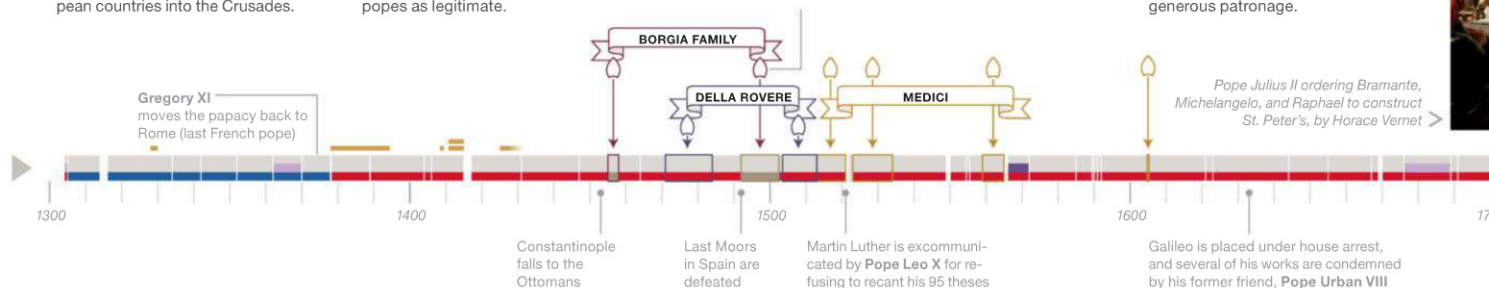 pean countries into the Crusades.
popes as legitimate.
generous patronage.
BORGIA FAMILY
DELLA ROVERE
MEDICI
Gregory XI
moves the papacy back to
Rome (last French pope)
Pope Julius II ordering Bramante,
Michelangelo, and Raphael to construct
St. Peter's, by Horace Vernet
1300
1400
1500
1600
17
Constantinople
falls to the
Ottomans
Last Moors
in Spain are
defeated
Martin Luther is excommuni-
cated by Pope Leo X for re-
fusing to recant his 95 theses
Galileo is placed under house arrest,
and several of his works are condemned
by his former friend, Pope Urban VIII